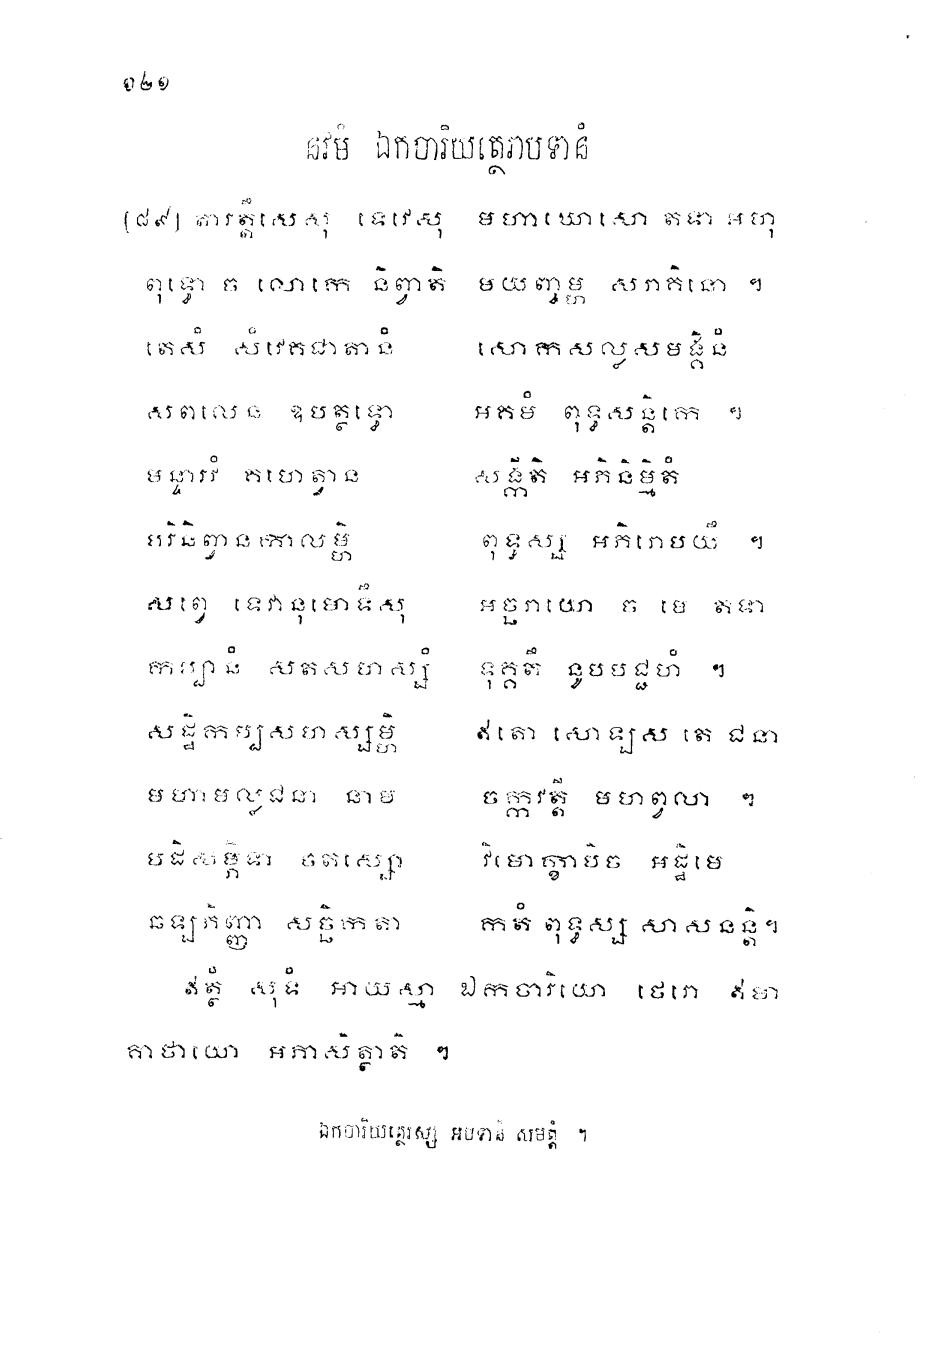 ១៤១
នវមំ ឯកចារិយត្ថេរាបទានំ
(៨៩) តាវត្តឹសេសុ ទេវេសុ មហាឃោសោ តទា អហុ
ពុទ្ធោ ច លោកេ និព្វាតិ មយញ្ចម្ហ សរាគិនោ ។
តេសំ សំវេគជាតានំ សោកសល្លសមង្គិនំ
សពលេន ឧបត្ថទ្ធោ អគមំ ពុទ្ធសន្តិកេ ។
មន្ទារវំ គហេត្វាន សង្គីតិ អភិនិម្មិតំ
បរិនិព្វានកាលម្ហិ ពុទ្ធស្ស អភិរោបយឹ ។
សព្វេ ទេវានុមោទឹសុ អច្ឆរាយោ ច មេ តទា
កប្បានំ សតសហស្សំ ទុគ្គតឹ នូបបជ្ជហំ ។
សដ្ឋិកប្បសហស្សម្ហិ ឥតោ សោឡស តេ ជនា
មហាមល្លជនា នាម ចក្កវត្តី មហព្វលា ។
បដិសម្ភិទា ចតស្សោ វិមោក្ខាបិច អដ្ឋិមេ
ឆឡភិញ្ញា សច្ឆិកតា កតំ ពុទ្ធស្ស សាសនន្តិ។
ឥត្ថំ សុទំ អាយស្មា ឯកចារិយោ ថេរោ ឥមា
គាថាយោ អភាសិត្ថាតិ ។
ឯកចារិយត្ថេរស្ស អបទានំ សមត្តំ ។